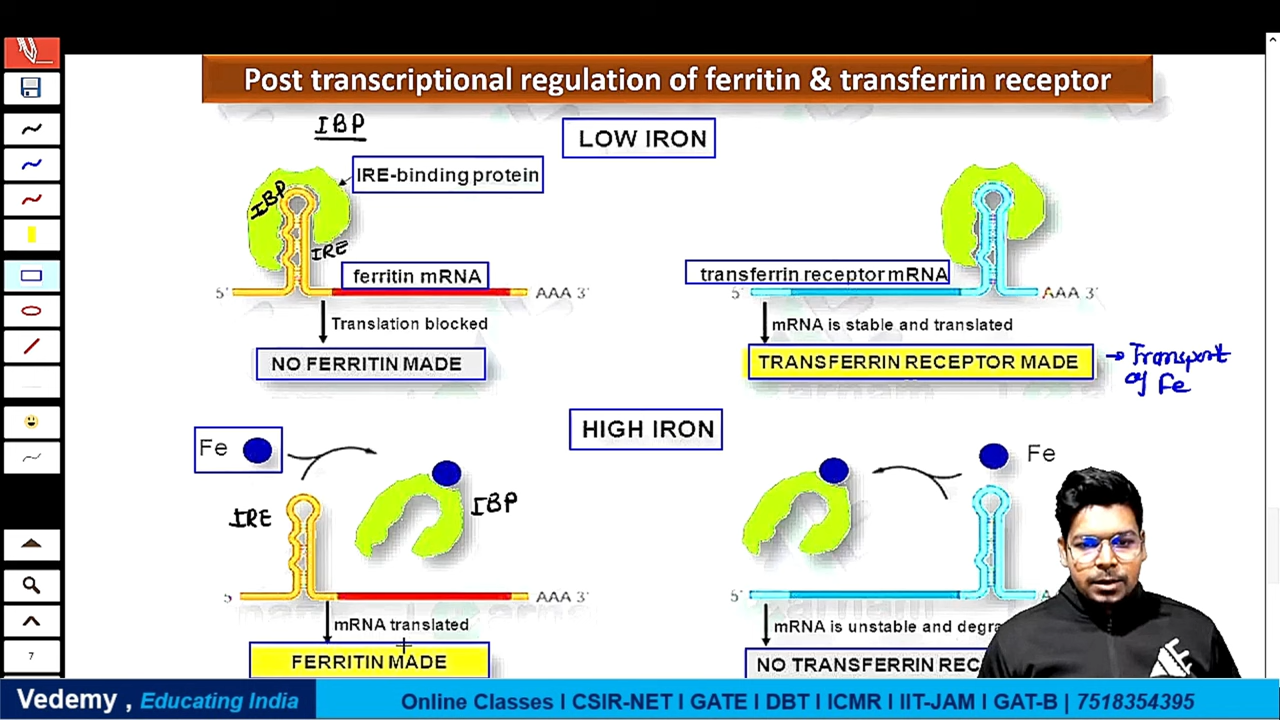 Post transcriptional regulation of ferritin & transferrin receptor
IBP
LOW IRON
IRE-binding protein
IBP
IRE
ferritin mRNA
transferrin receptor mRNA
5' AAA 3'
5' AAA 3'
Translation blocked
mRNA is stable and translated
NO FERRITIN MADE
TRANSFERRIN RECEPTOR MADE
→ Transport
of Fe
HIGH IRON
Fe
Fe
IRE
IBP
5 AAA 3'
5' A
mRNA translated
mRNA is unstable and degra
FERRITIN MADE
NO TRANSFERRIN REC
7
Vedemy , Educating India
Online Classes I CSIR-NET I GATE I DBT I ICMR I IIT-JAM I GAT-B | 7518354395